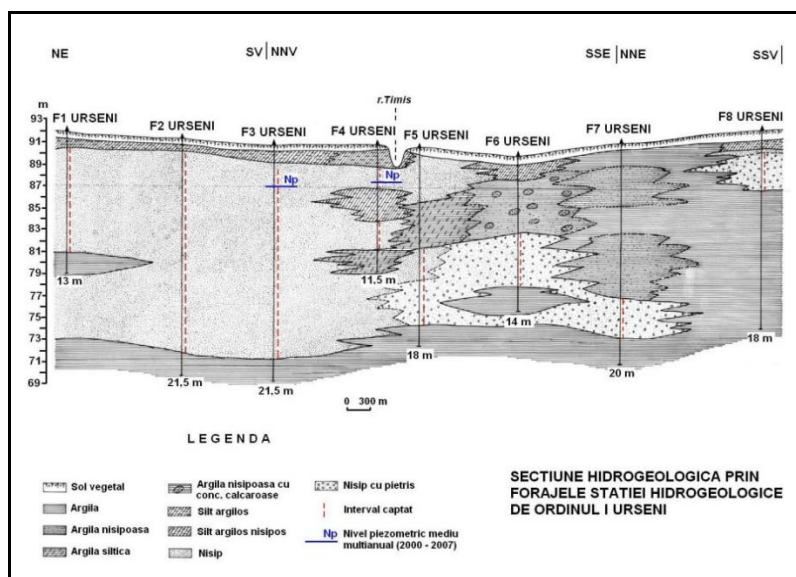 NE
SV NNV
SSE NNE
SSV
m
r.Timis
F1 URSENI
F2 URSENI
F3 URSENI
F4 URSENI
F5 URSENI
F6 URSENI
F7 URSENI
F8 URSENI
93
91
89
87
85
83
81
79
77
75
73
71
69
Np
Np
13 m
21,5 m
21,5 m
11,5 m
18 m
14 m
20 m
18 m
0 300 m
LEGENDA
Sol vegetal
Argila
Argila nisipoasa
Argila siltica
Argila nisipoasa cu
conc. calcaroase
Silt argilos
Silt argilos nisipos
Nisip
Nisip cu pietris
Interval captat
Np Nivel piezometric mediu
multianual (2000 - 2007)
SECTIUNE HIDROGEOLOGICA PRIN
FORAJELE STATIEI HIDROGEOLOGICE
DE ORDINUL I URSENI